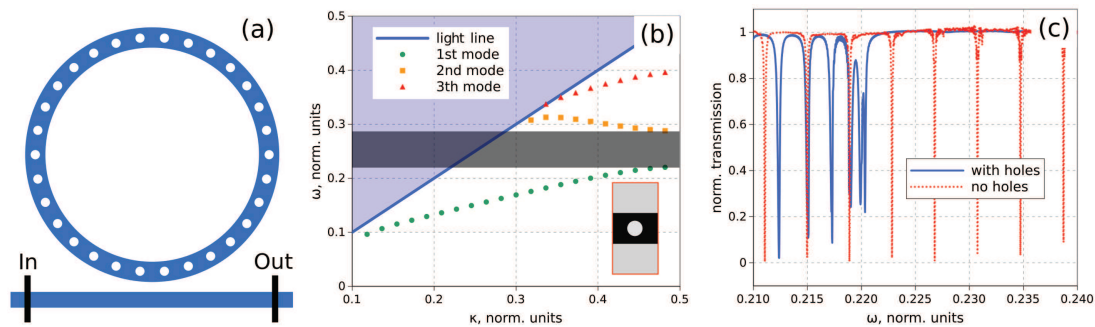 (a)
In
Out
(b)
light line
1st mode
2nd mode
3th mode
ω, norm. units
0.5
0.4
0.3
0.2
0.1
0
0.1
0.2
0.3
0.4
0.5
κ, norm. units
(c)
norm. transmission
1
0.8
0.6
0.4
0.2
0
with holes
no holes
0.210
0.215
0.220
0.225
0.230
0.235
0.240
ω, norm. units